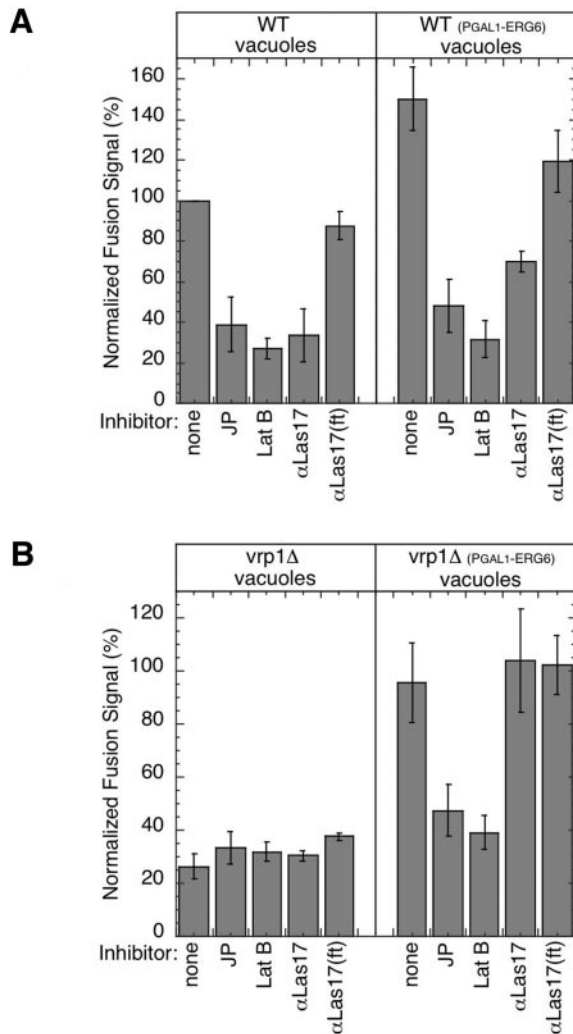 A
WT
vacuoles
WT (PGAL1-ERG6)
vacuoles
Normalized Fusion Signal (%)
160
140
120
100
80
60
40
20
0
Inhibitor:
none
JP
Lat B
αLas17
αLas17(ft)
none
JP
Lat B
αLas17
αLas17(ft)
B
vrp1Δ
vacuoles
vrp1Δ (PGAL1-ERG6)
vacuoles
Normalized Fusion Signal (%)
120
100
80
60
40
20
0
Inhibitor:
none
JP
Lat B
αLas17
αLas17(ft)
none
JP
Lat B
αLas17
αLas17(ft)